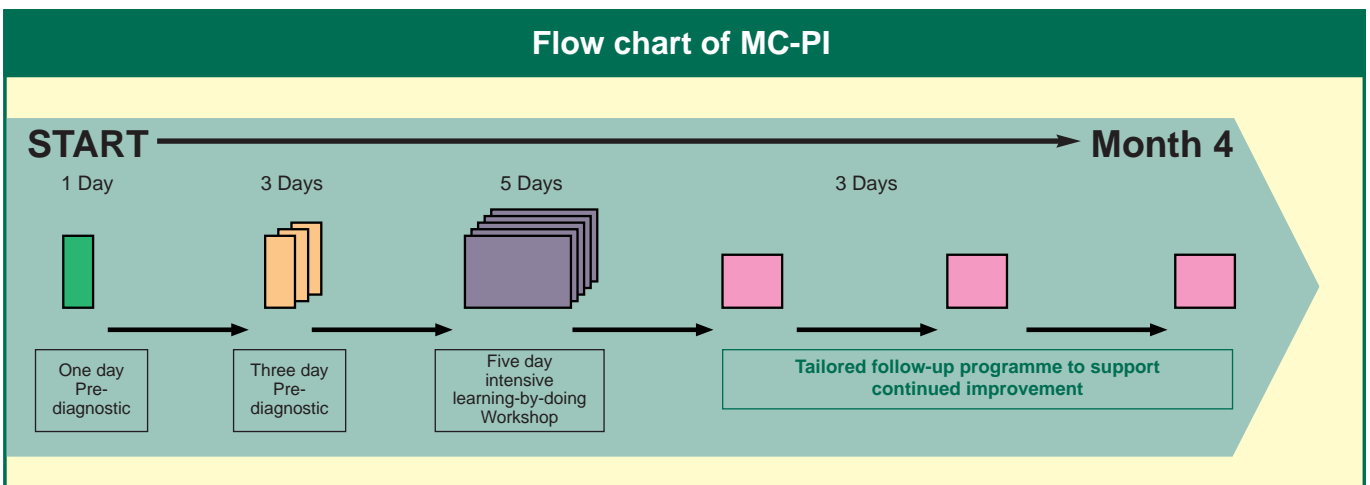 Flow chart of MC-PI
START
Month 4
1 Day
3 Days
5 Days
3 Days
One day
Pre-
diagnostic
Three day
Pre-
diagnostic
Five day
intensive
learning-by-doing
Workshop
Tailored follow-up programme to support
continued improvement